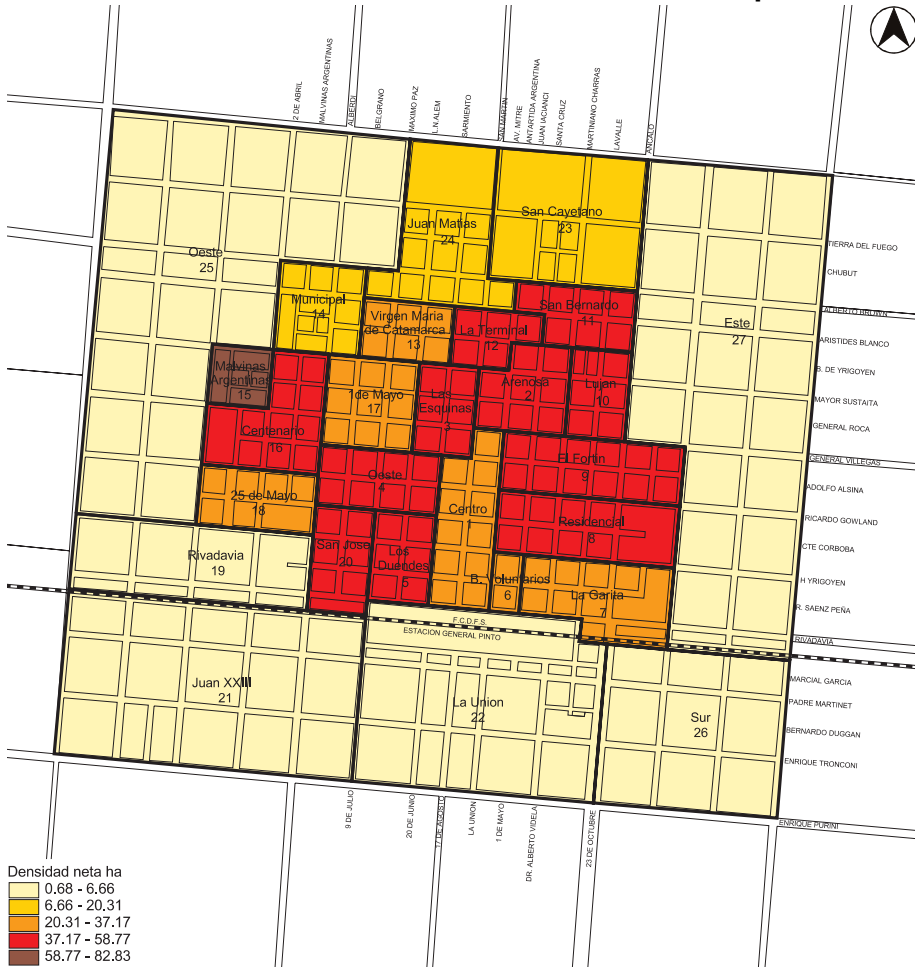 2 DE ABRIL
MALVINAS ARGENTINAS
ALBERDI
BELGRANO
MAXIMO PAZ
L.N.ALEM
SARMIENTO
SAN MARTIN
AV. MITRE
ANTARTIDA ARGENTINA
JUAN IACIANCI
SANTA CRUZ
MARTINIANO CHARRAS
LAVALLE
ANCALO
Juan Matias
24
San Cayetano
23
Oeste
25
Municipal
14
Virgen Maria
de Catamarca
13
La Terminal
12
San Bernardo
11
Este
27
Malvinas
Argentinas
15
1de Mayo
17
Las
Esquinas
3
Arenosa
2
Lujan
10
Centenario
16
Oeste
4
El Fortin
9
25 de Mayo
18
Centro
1
Residencial
8
Rivadavia
19
San Jose
20
Los
Duendes
5
B. Voluntarios
6
La Garita
7
F.C.D.F.S.
ESTACION GENERAL PINTO
Juan XXIII
21
La Union
22
Sur
26
TIERRA DEL FUEGO
CHUBUT
ALBERTO BROWN
ARISTIDES BLANCO
B. DE YRIGOYEN
MAYOR SUSTAITA
GENERAL ROCA
GENERAL VILLEGAS
ADOLFO ALSINA
RICARDO GOWLAND
CTE CORBOBA
H YRIGOYEN
R. SAENZ PEÑA
RIVADAVIA
MARCIAL GARCIA
PADRE MARTINET
BERNARDO DUGGAN
ENRIQUE TRONCONI
ENRIQUE PURINI
9 DE JULIO
20 DE JUNIO
17 DE AGOSTO
LA UNION
1 DE MAYO
DR. ALBERTO VIDELA
23 DE OCTUBRE
Densidad neta ha
0.68 - 6.66
6.66 - 20.31
20.31 - 37.17
37.17 - 58.77
58.77 - 82.83